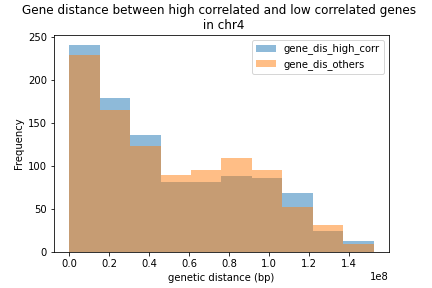 Gene distance between high correlated and low correlated genes
in chr4
gene_dis_high_corr
gene_dis_others
Frequency
250
200
150
100
50
0
0.0 0.2 0.4 0.6 0.8 1.0 1.2 1.4
1e8
genetic distance (bp)